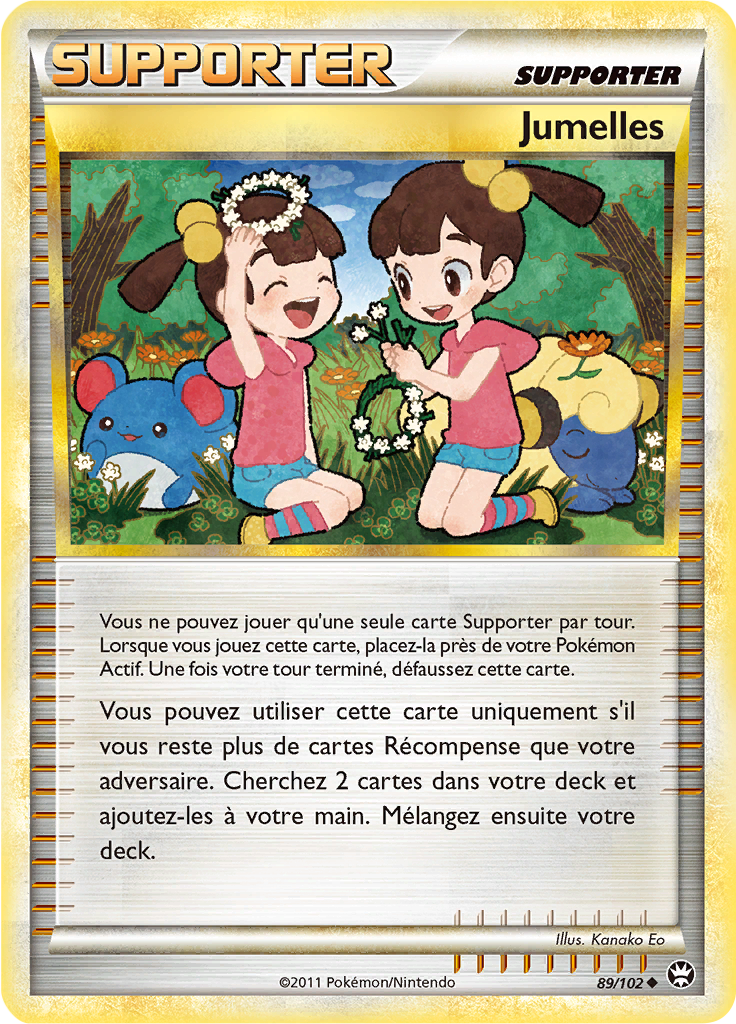 SUPPORTER
SUPPORTER
Jumelles
Vous ne pouvez jouer qu'une seule carte Supporter par tour.
Lorsque vous jouez cette carte, placez-la près de votre Pokémon
Actif. Une fois votre tour terminé, défaussez cette carte.
Vous pouvez utiliser cette carte uniquement s'il
vous reste plus de cartes Récompense que votre
adversaire. Cherchez 2 cartes dans votre deck et
ajoutez-les à votre main. Mélangez ensuite votre
deck.
Illus. Kanako Eo
©2011 Pokémon/Nintendo
89/102